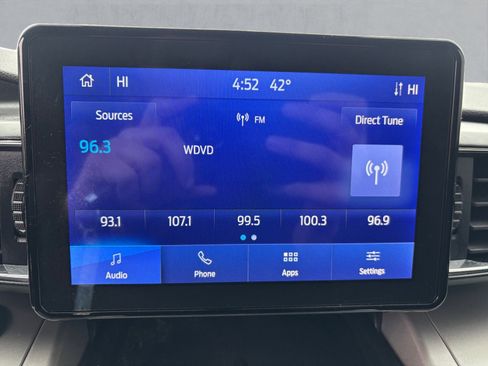 HI 4:52 42° HI
Sources FM Direct Tune
96.3
WDVD
93.1 107.1 99.5 100.3 96.9
Audio Phone Apps Settings